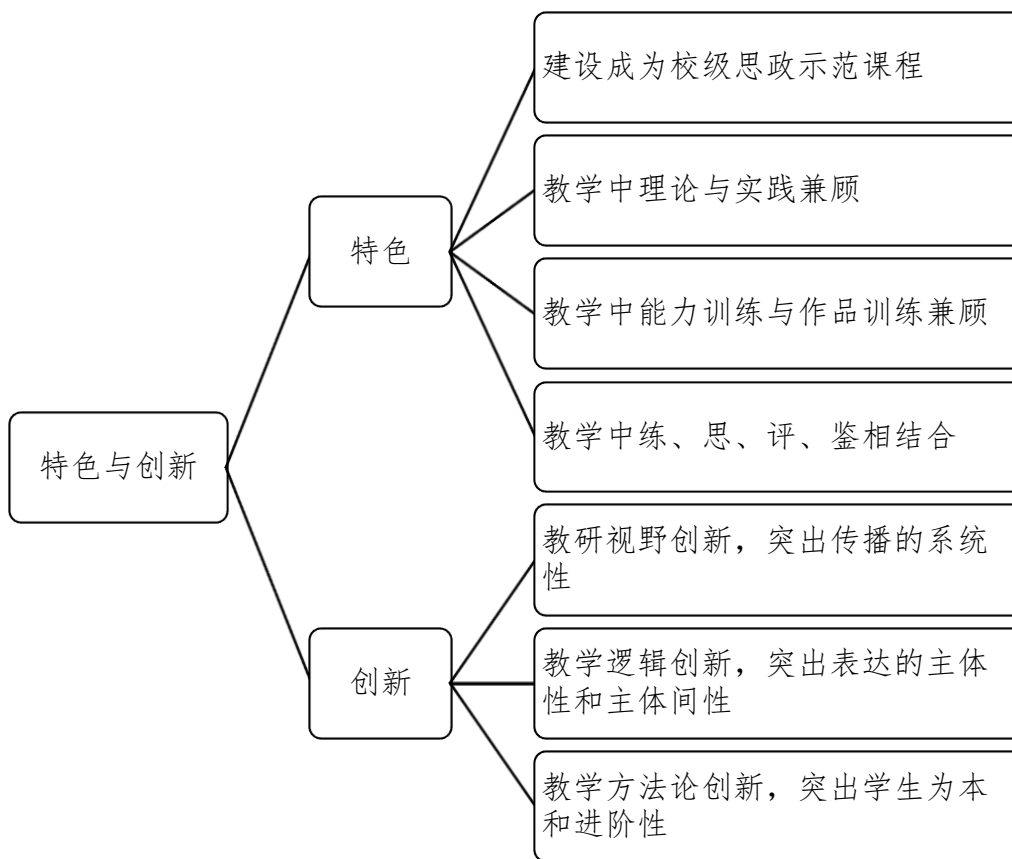 特色与创新
特色
建设成为校级思政示范课程
教学中理论与实践兼顾
教学中能力训练与作品训练兼顾
教学中练、思、评、鉴相结合
创新
教研视野创新，突出传播的系统
性
教学逻辑创新，突出表达的主体
性和主体间性
教学方法论创新，突出学生为本
和进阶性